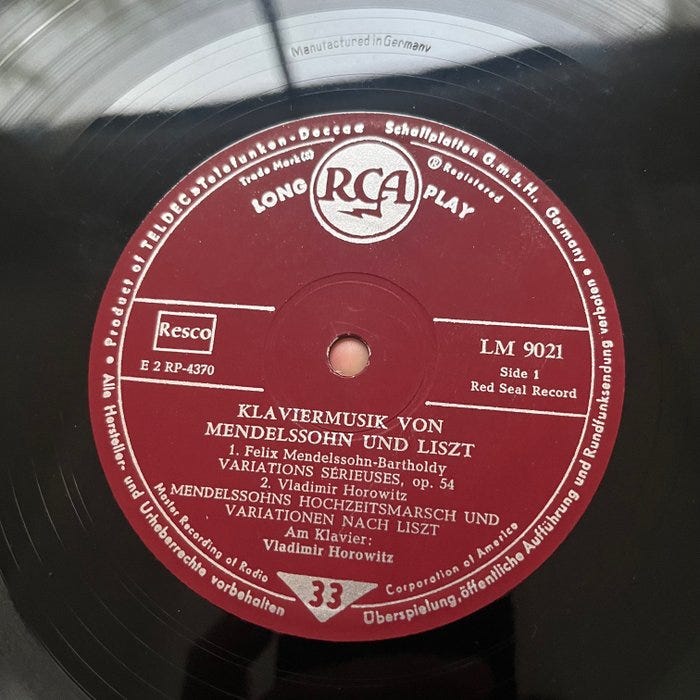 Manufactured in Germany
Product of TELDEC »Telefunken-Decca« Schallplatten G.m.b.H., Germany
Trade Mark(s)
® Registered
LONG RCA PLAY
Resco
E 2 RP-4370
LM 9021
Side 1
Red Seal Record
KLAVIERMUSIK VON
MENDELSSOHN UND LISZT
1. Felix Mendelssohn-Bartholdy
VARIATIONS SÉRIEUSES, op. 54
2. Vladimir Horowitz
MENDELSSOHNS HOCHZEITSMARSCH UND
VARIATIONEN NACH LISZT
Am Klavier:
Vladimir Horowitz
Master Recording of Radio Corporation of America
33
Alle Hersteller- und Urheberrechte vorbehalten
Überspielung, öffentliche Aufführung und Rundfunksendung verboten